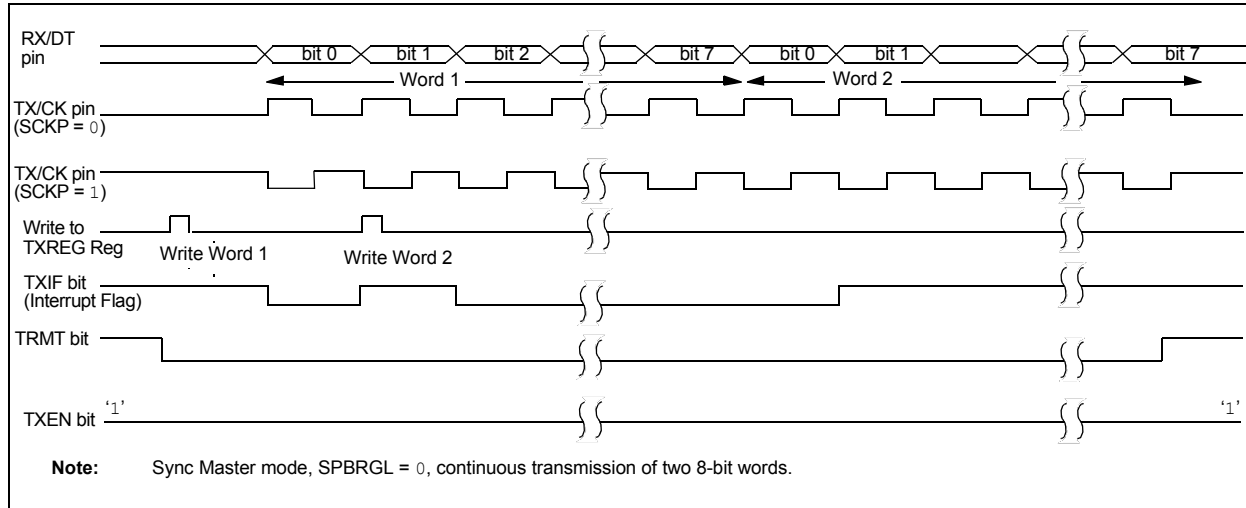 RX/DT
pin
bit 0 bit 1 bit 2 bit 7 bit 0 bit 1 bit 7
Word 1 Word 2
TX/CK pin
(SCKP = 0)
TX/CK pin
(SCKP = 1)
Write to
TXREG Reg
Write Word 1 Write Word 2
TXIF bit
(Interrupt Flag)
TRMT bit
TXEN bit ‘1’ ‘1’
Note: Sync Master mode, SPBRGL = 0, continuous transmission of two 8-bit words.